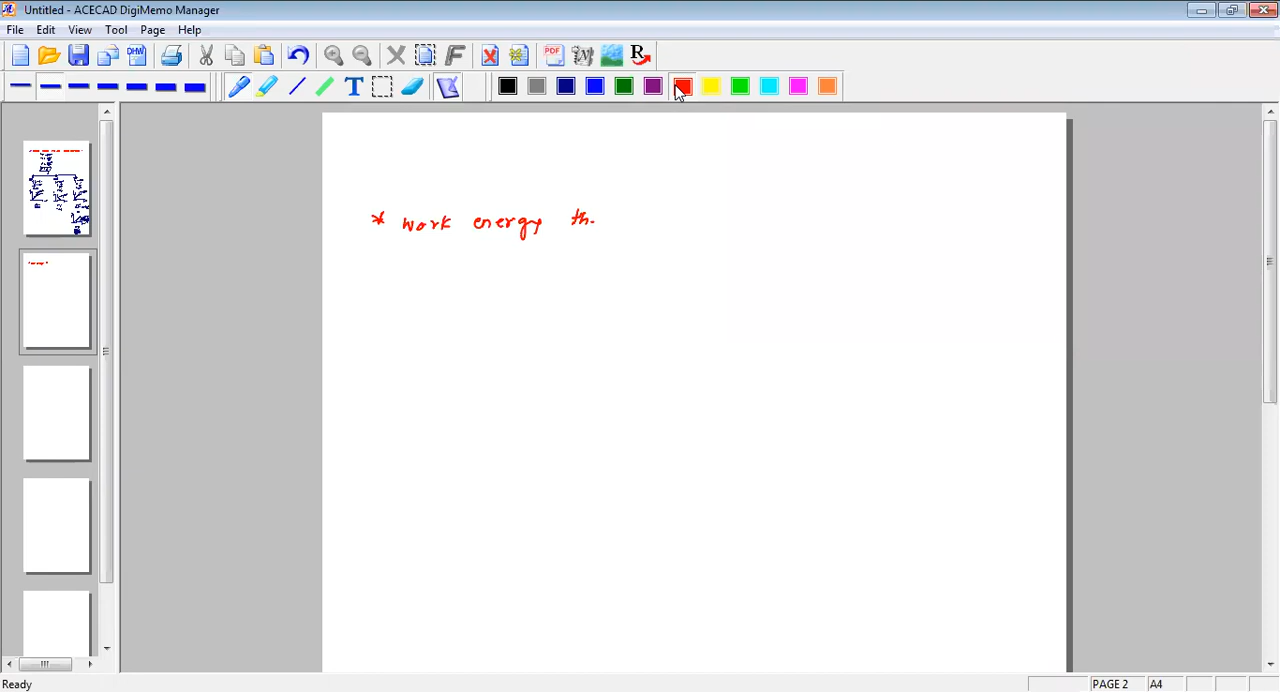 Untitled - ACECAD DigiMemo Manager
File Edit View Tool Page Help
* work energy th.
Ready PAGE 2 A4